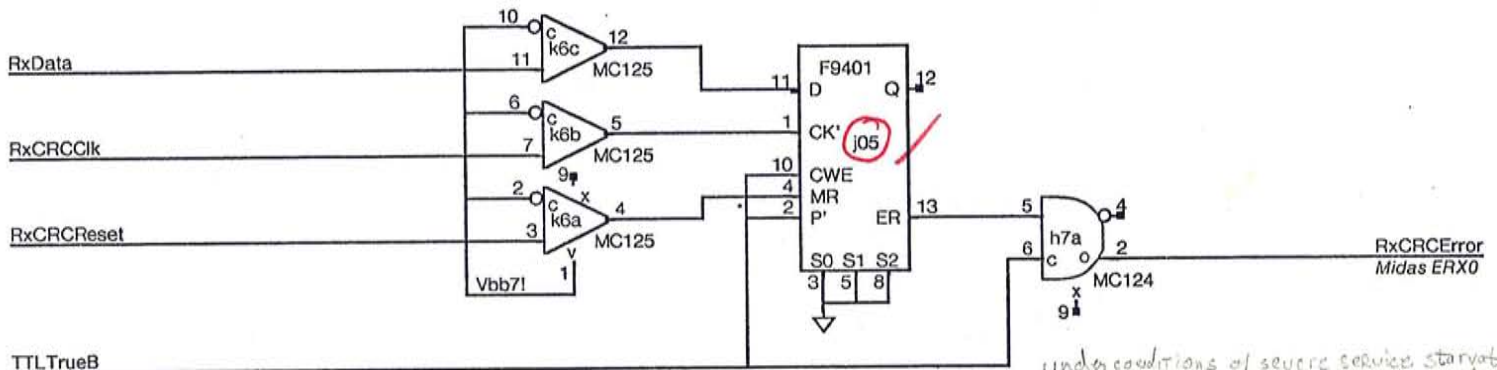 10
c
k6c
12
RxData
11
MC125
F9401
11
D
Q
12
6
c
k6b
5
1
CK'
j05
RxCRCClk
7
MC125
9
x
10
CWE
2
c
k6a
4
4
MR
2
P'
ER
13
5
4
RxCRCReset
3
MC125
h7a
v
1
6
c
o
2
RxCRCError
Midas ERX0
S0
S1
S2
Vbb7!
3
5
8
MC124
x
9
TTLTrueB
under conditions of severe service starvat